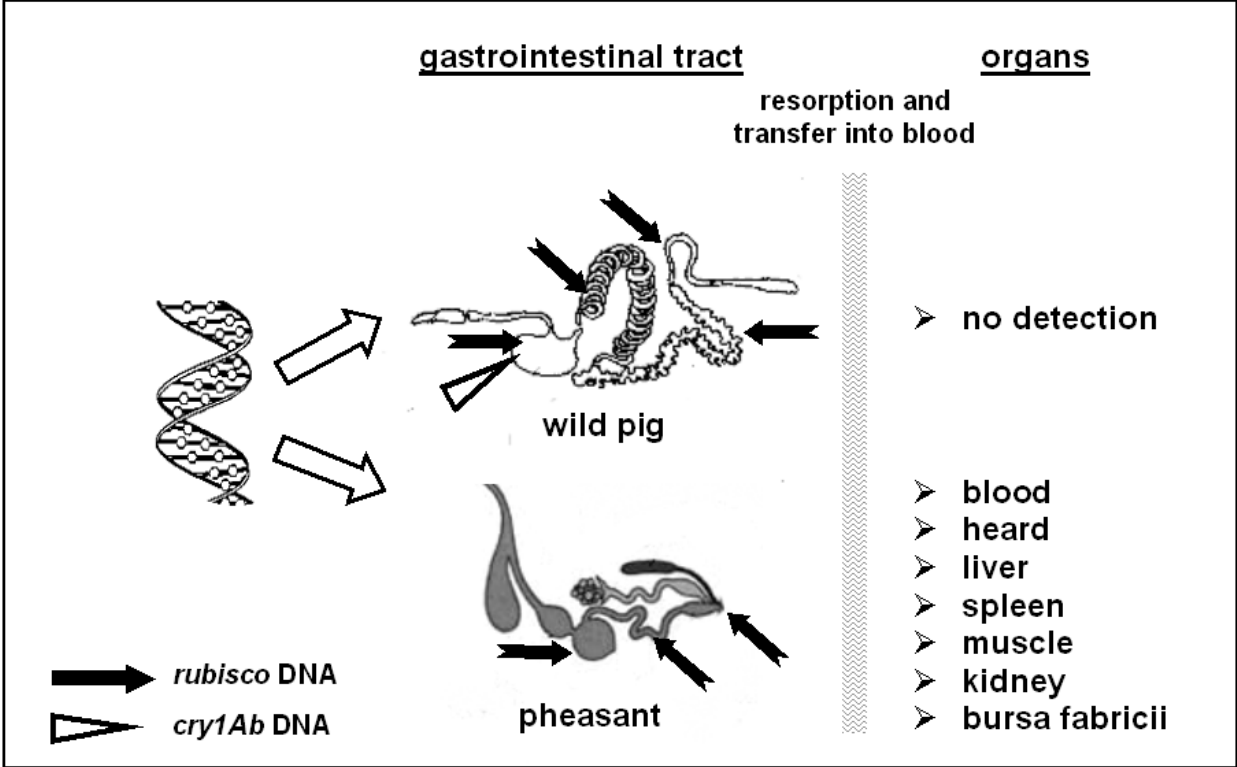 gastrointestinal tract
organs
resorption and
transfer into blood
wild pig
no detection
pheasant
blood
heard
liver
spleen
muscle
kidney
bursa fabricii
rubisco DNA
cry1Ab DNA